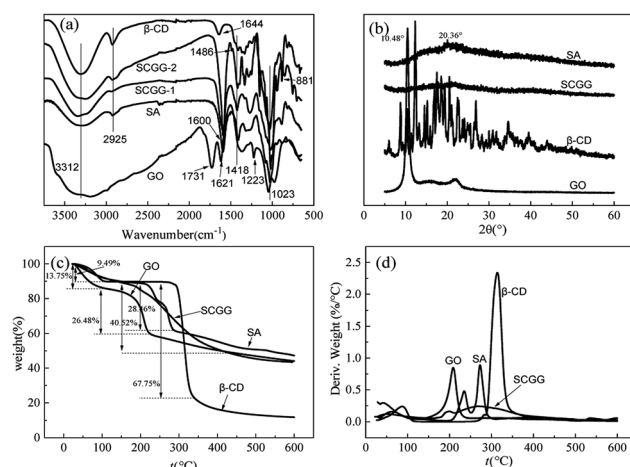 (a)
β-CD
1644
SCGG-2
1486
881
SCGG-1
SA
1600
2925
GO
3312
1731
1621
1418
1223
1023
3500 3000 2500 2000 1500 1000 500
Wavenumber(cm-1)
(b)
10.48°
20.36°
SA
SCGG
β-CD
GO
0 10 20 30 40 50 60
2θ(°)
(c)
100
80
60
40
20
0
weight(%)
9.49%
13.75%
GO
SCGG
28.46%
26.48%
40.52%
SA
67.75%
β-CD
0 100 200 300 400 500 600
t(°C)
(d)
2.5
2.0
1.5
1.0
0.5
0.0
Deriv. Weight (%/°C)
β-CD
GO
SA
SCGG
0 100 200 300 400 500 600
t(°C)